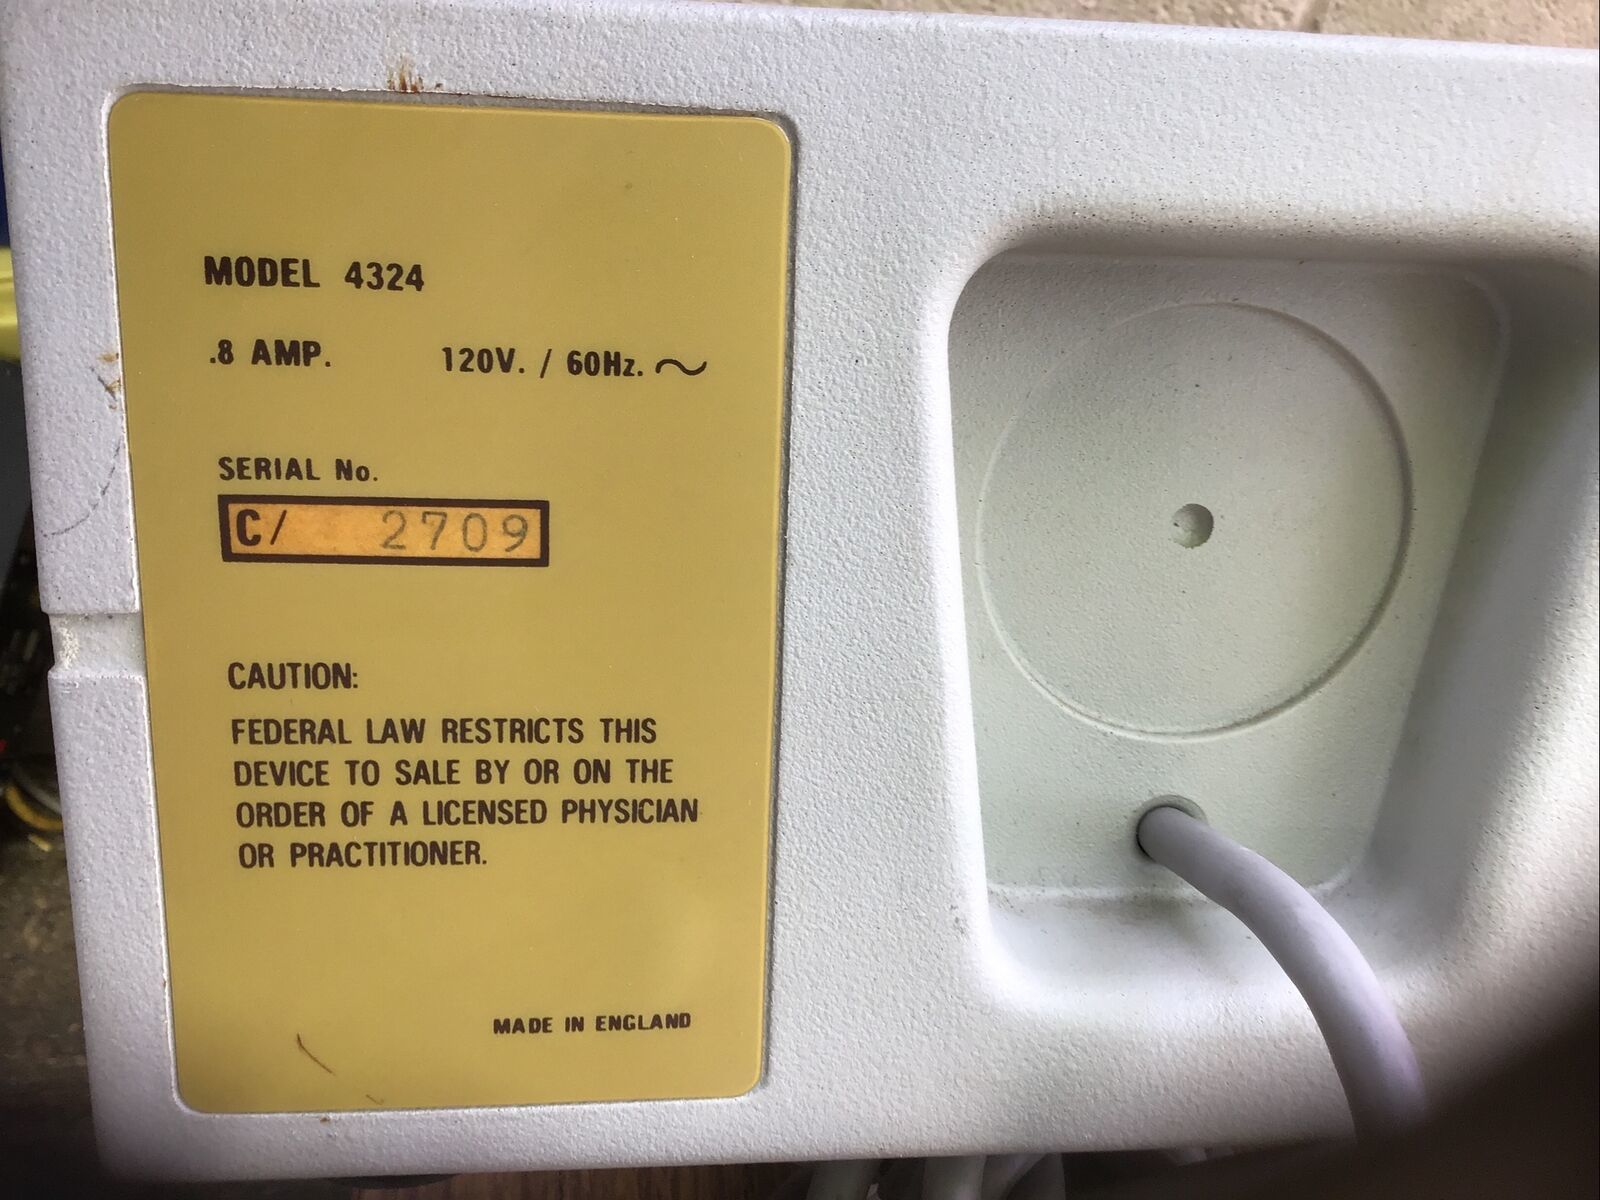 MODEL 4324
.8 AMP. 120V. / 60Hz. ~
SERIAL No.
C/ 2709
CAUTION:
FEDERAL LAW RESTRICTS THIS
DEVICE TO SALE BY OR ON THE
ORDER OF A LICENSED PHYSICIAN
OR PRACTITIONER.
MADE IN ENGLAND